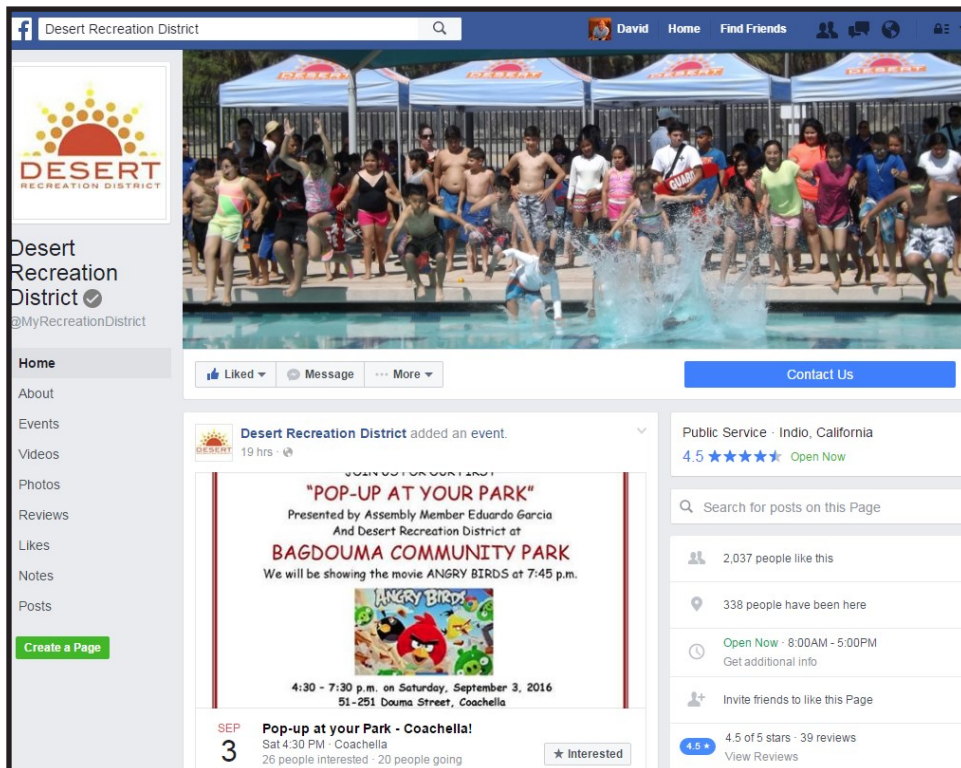 Desert Recreation District
David Home Find Friends
DESERT
RECREATION DISTRICT
DESERT
DESERT
DESERT
DESERT
GUARD
Desert
Recreation
District
@MyRecreationDistrict
Home
About
Events
Videos
Photos
Reviews
Likes
Notes
Posts
Create a Page
Liked
Message
More
Contact Us
DESERT
Desert Recreation District added an event.
19 hrs
JOIN US FOR OUR FIRST
"POP-UP AT YOUR PARK"
Presented by Assembly Member Eduardo Garcia
And Desert Recreation District at
BAGDOUMA COMMUNITY PARK
We will be showing the movie ANGRY BIRDS at 7:45 p.m.
ANGRY BIRDS
4:30 - 7:30 p.m. on Saturday, September 3, 2016
51-251 Douma Street, Coachella
SEP
3
Pop-up at your Park - Coachella!
Sat 4:30 PM · Coachella
26 people interested · 20 people going
Interested
Public Service · Indio, California
4.5 Open Now
Search for posts on this Page
2,037 people like this
338 people have been here
Open Now · 8:00AM - 5:00PM
Get additional info
Invite friends to like this Page
4.5
4.5 of 5 stars · 39 reviews
View Reviews